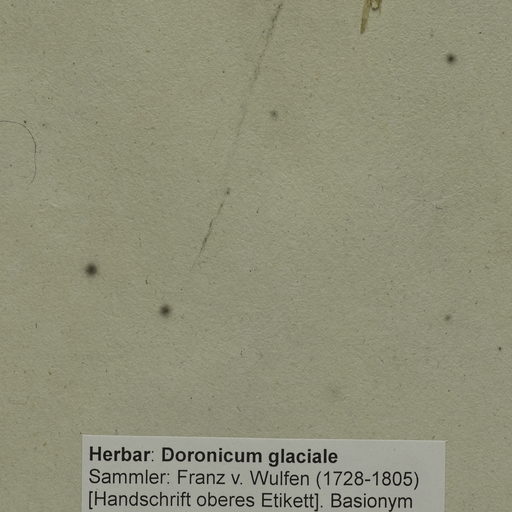 Herbar: Doronicum glaciale
Sammler: Franz v. Wulfen (1728-1805)
[Handschrift oberes Etikett]. Basionym